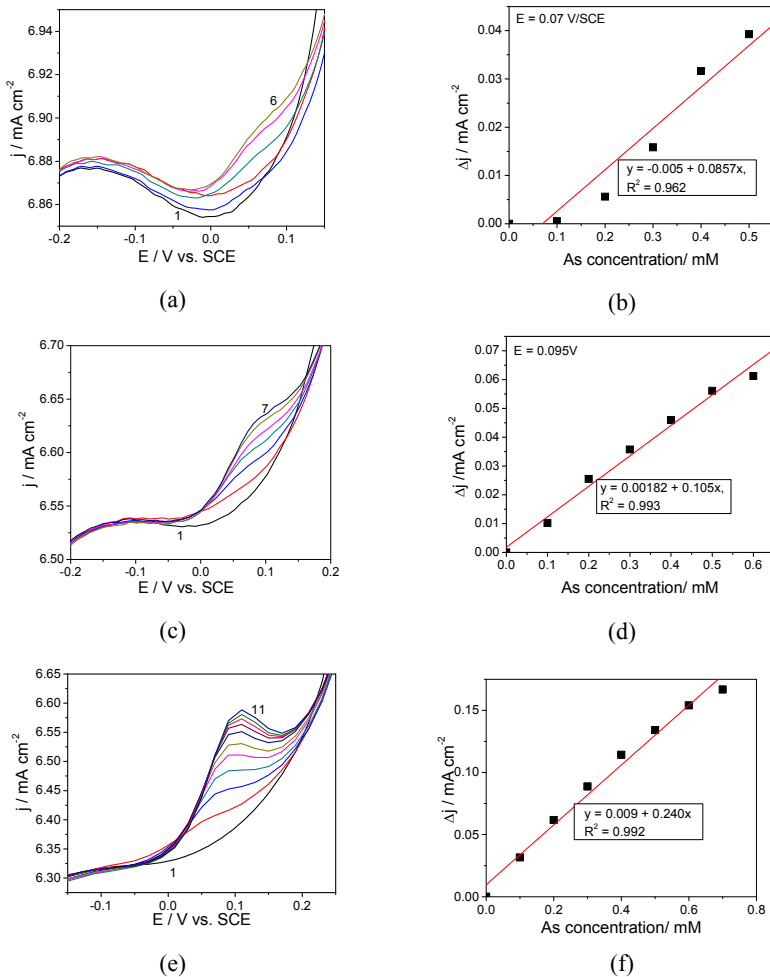 6.94
6.92
6.90
6.88
6.86
j / mA cm-2
6
1
-0.2
-0.1
0.0
0.1
E / V vs. SCE
(a)
E = 0.07 V/SCE
0.04
0.03
0.02
0.01
0.00
Δj / mA cm-2
y = -0.005 + 0.0857x,
R2 = 0.962
0.0
0.1
0.2
0.3
0.4
0.5
As concentration/ mM
(b)
6.70
6.65
6.60
6.55
6.50
j / mA cm-2
7
1
-0.2
-0.1
0.0
0.1
0.2
E / V vs. SCE
(c)
E = 0.095V
0.07
0.06
0.05
0.04
0.03
0.02
0.01
0.00
Δj /mA cm-2
y = 0.00182 + 0.105x,
R2 = 0.993
0.0
0.1
0.2
0.3
0.4
0.5
0.6
As concentration/ mM
(d)
6.65
6.60
6.55
6.50
6.45
6.40
6.35
6.30
j / mA cm-2
11
1
-0.1
0.0
0.1
0.2
E / V vs. SCE
(e)
0.15
0.10
0.05
0.00
Δj / mA cm-2
y = 0.009 + 0.240x
R2 = 0.992
0.0
0.2
0.4
0.6
0.8
As concentration/ mM
(f)